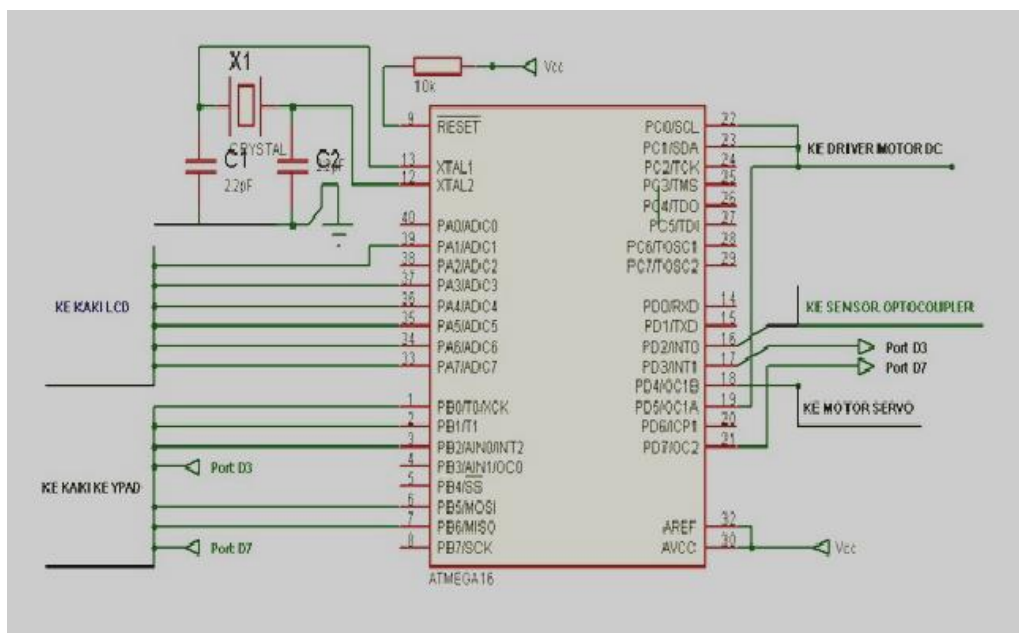 X1
CRYSTAL
C1
22pF
C2
10k
Vcc
9
RESET
13
XTAL1
12
XTAL2
40
PA0/ADC0
39
PA1/ADC1
38
PA2/ADC2
37
PA3/ADC3
36
PA4/ADC4
35
PA5/ADC5
34
PA6/ADC6
33
PA7/ADC7
1
PB0/T0/XCK
2
PB1/T1
3
PB2/AIN0/INT2
4
PB3/AIN1/OC0
5
PB4/SS
6
PB5/MOSI
7
PB6/MISO
8
PB7/SCK
PC0/SCL
22
PC1/SDA
23
PC2/TCK
24
PC3/TMS
25
PC4/TDO
26
PC5/TDI
27
PC6/TOSC1
28
PC7/TOSC2
29
PD0/RXD
14
PD1/TXD
15
PD2/INT0
16
PD3/INT1
17
PD4/OC1B
18
PD5/OC1A
19
PD6/ICP1
20
PD7/OC2
21
AREF
32
AVCC
30
ATMEGA16
KE KAKI LCD
KE KAKI KEYPAD
Port D3
Port D7
KE DRIVER MOTOR DC
KE SENSOR OPTOCOUPLER
Port D3
Port D7
KE MOTOR SERVO
Vcc